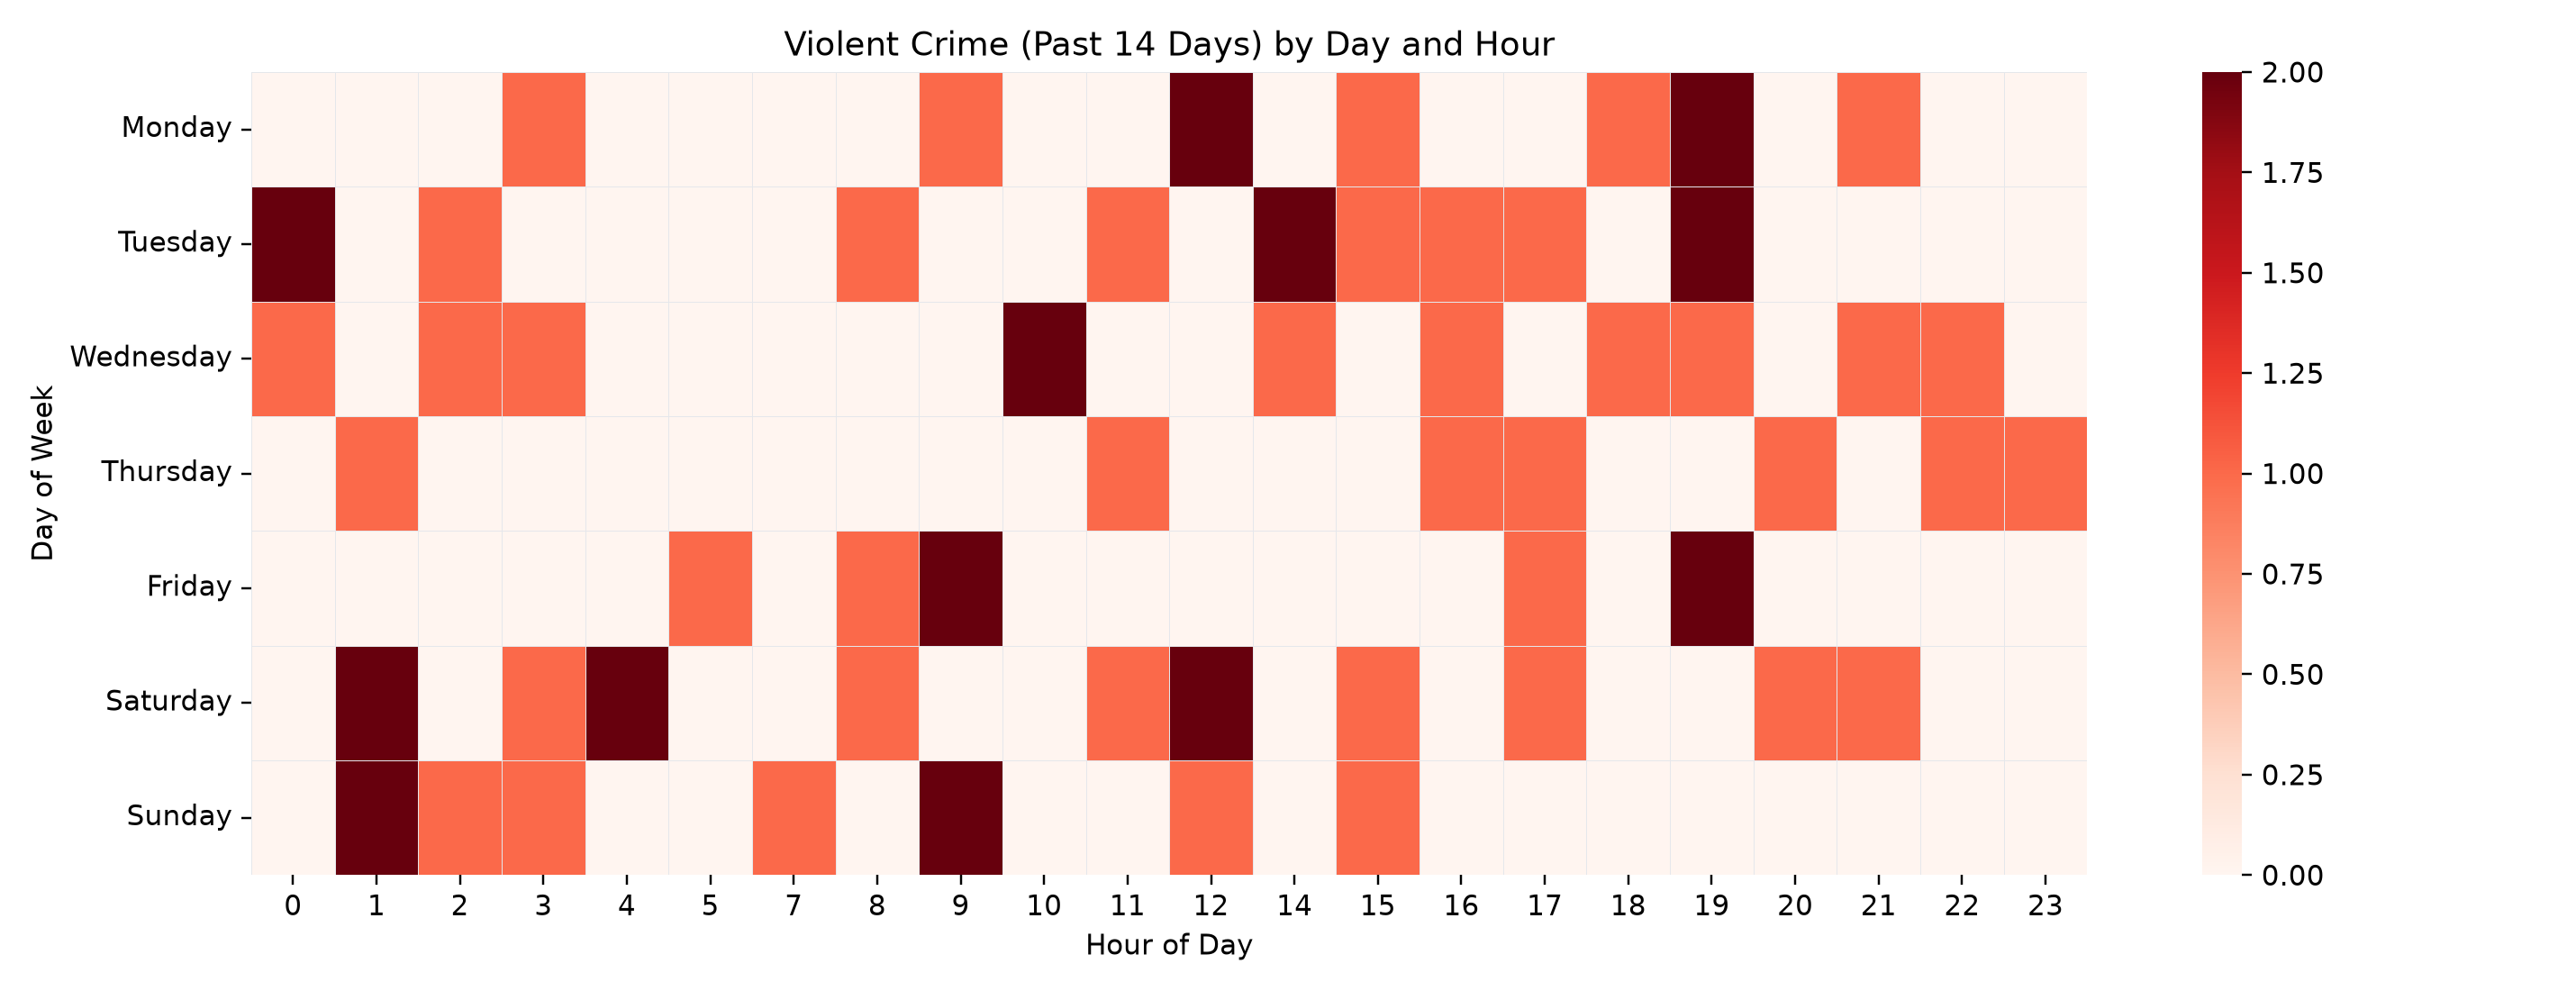 Violent Crime (Past 14 Days) by Day and Hour
Day of Week
Monday
Tuesday
Wednesday
Thursday
Friday
Saturday
Sunday
0 1 2 3 4 5 7 8 9 10 11 12 14 15 16 17 18 19 20 21 22 23
Hour of Day
2.00
1.75
1.50
1.25
1.00
0.75
0.50
0.25
0.00